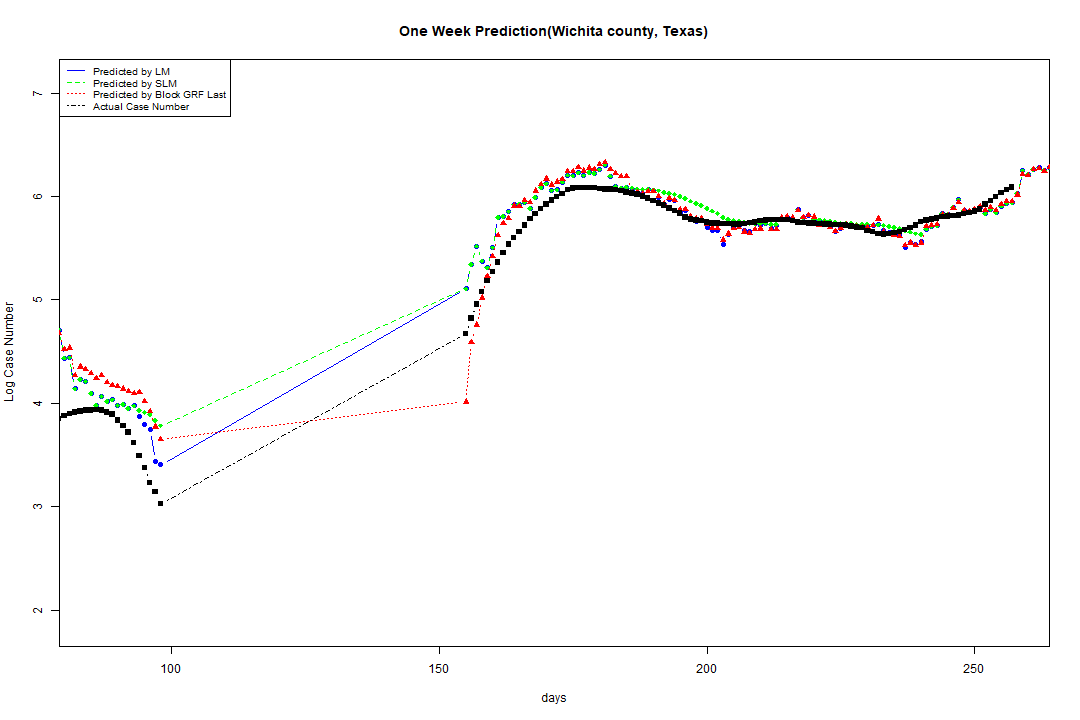 One Week Prediction(Wichita county, Texas)
Predicted by LM
Predicted by SLM
Predicted by Block GRF Last
Actual Case Number
7
6
5
4
3
2
Log Case Number
100 150 200 250
days